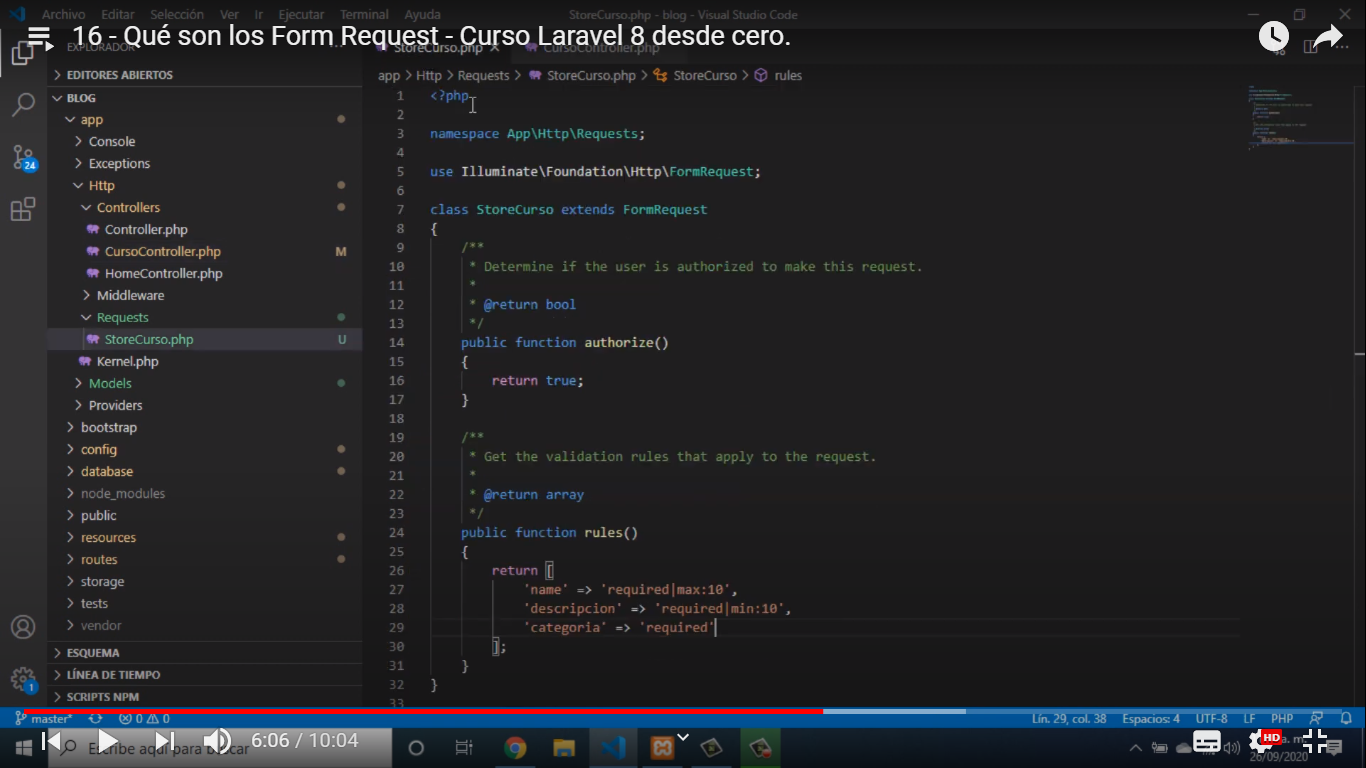 Archivo Editar Selección Ver Ir Ejecutar Terminal Ayuda StoreCurso.php - blog - Visual Studio Code
16 - Qué son los Form Request - Curso Laravel 8 desde cero.
EXPLORADOR
StoreCurso.php CursoController.php
EDITORES ABIERTOS
app > Http > Requests > StoreCurso.php > StoreCurso > rules
BLOG
app
Console
Exceptions
Http
Controllers
Controller.php
CursoController.php M
HomeController.php
Middleware
Requests
StoreCurso.php U
Kernel.php
Models
Providers
bootstrap
config
database
node_modules
public
resources
routes
storage
tests
vendor
ESQUEMA
LÍNEA DE TIEMPO
SCRIPTS NPM
24
1
1 <?php
2
3 namespace App\Http\Requests;
4
5 use Illuminate\Foundation\Http\FormRequest;
6
7 class StoreCurso extends FormRequest
8 {
9 /**
10 * Determine if the user is authorized to make this request.
11 *
12 * @return bool
13 */
14 public function authorize()
15 {
16 return true;
17 }
18
19 /**
20 * Get the validation rules that apply to the request.
21 *
22 * @return array
23 */
24 public function rules()
25 {
26 return [
27 'name' => 'required|max:10',
28 'descripcion' => 'required|min:10',
29 'categoria' => 'required'
30 ];
31 }
32 }
33
master* 0 0 Lín. 29, col. 38 Espacios: 4 UTF-8 LF PHP
Escribe aquí para buscar
6:06 / 10:04
HD
a. m.
26/09/2020